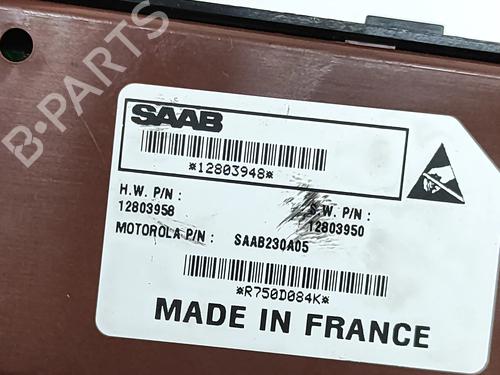 B-PARTS
SAAB
*12803948*
H.W. P/N : S.W. P/N :
12803958 12803950
MOTOROLA P/N : SAAB230A05
*R750D084K*
MADE IN FRANCE